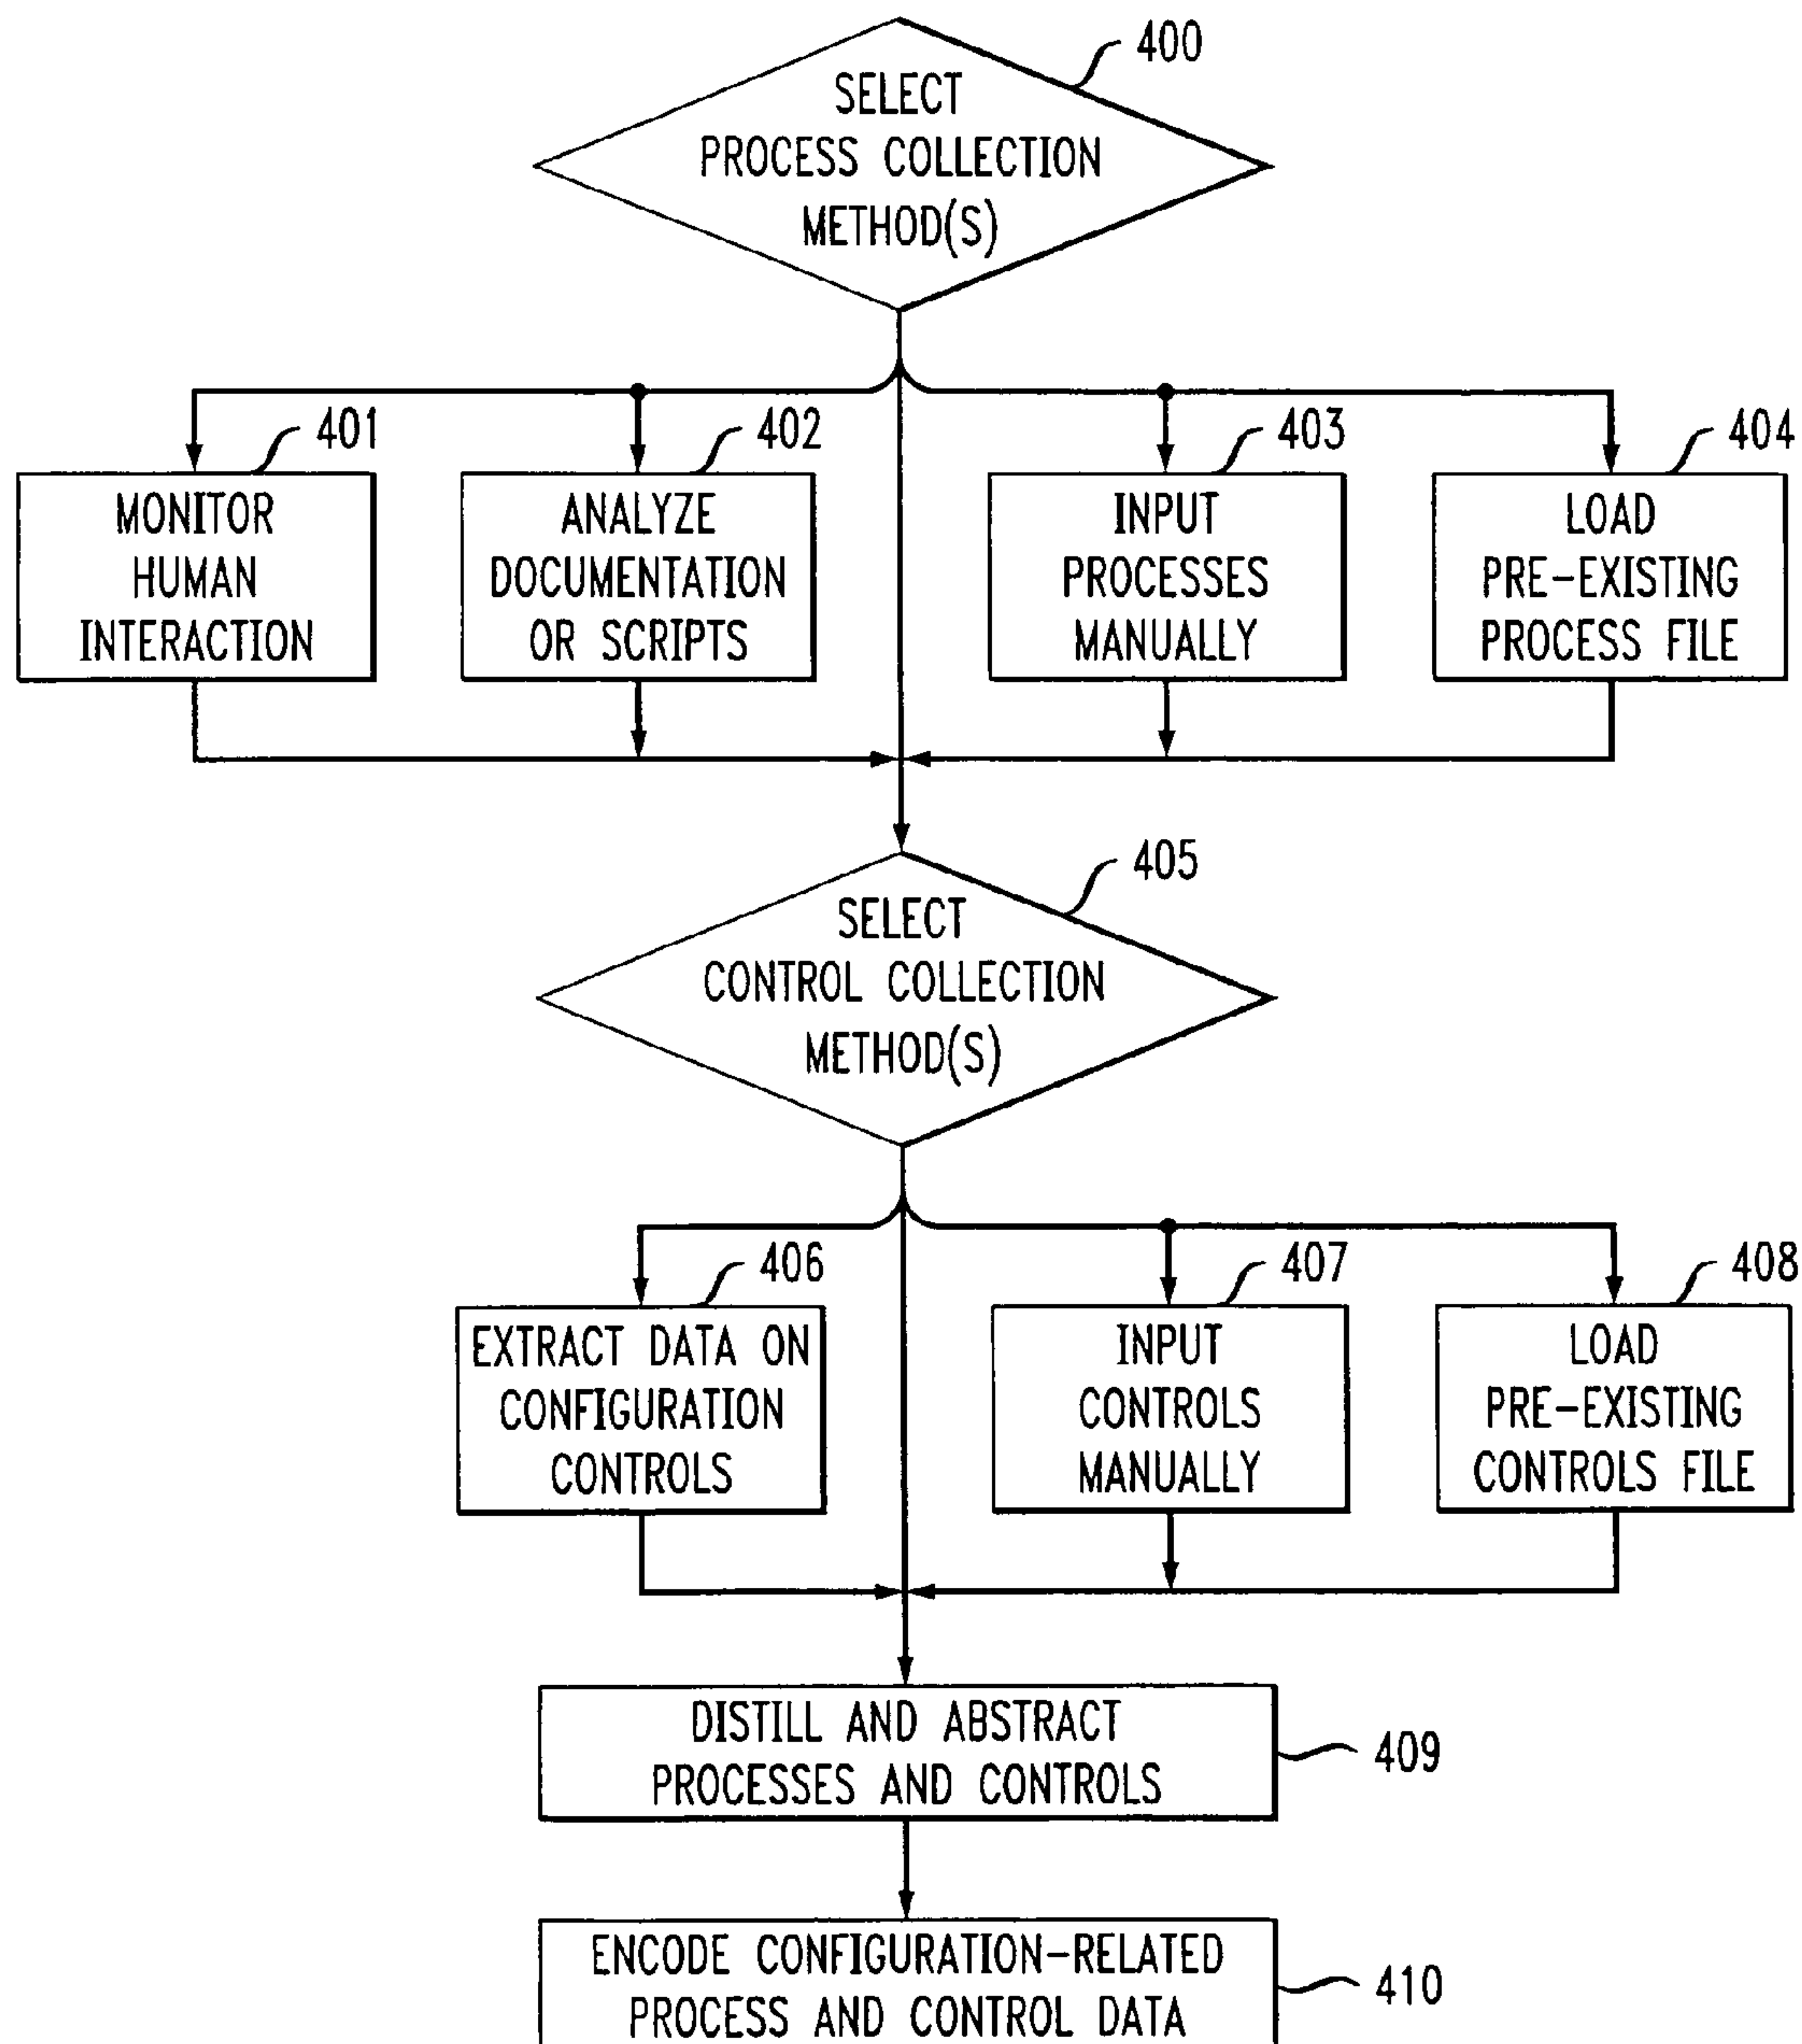 400
SELECT
PROCESS COLLECTION
METHOD(S)
401
MONITOR
HUMAN
INTERACTION
402
ANALYZE
DOCUMENTATION
OR SCRIPTS
403
INPUT
PROCESSES
MANUALLY
404
LOAD
PRE-EXISTING
PROCESS FILE
405
SELECT
CONTROL COLLECTION
METHOD(S)
406
EXTRACT DATA ON
CONFIGURATION
CONTROLS
407
INPUT
CONTROLS
MANUALLY
408
LOAD
PRE-EXISTING
CONTROLS FILE
DISTILL AND ABSTRACT
PROCESSES AND CONTROLS
409
ENCODE CONFIGURATION-RELATED
PROCESS AND CONTROL DATA
410